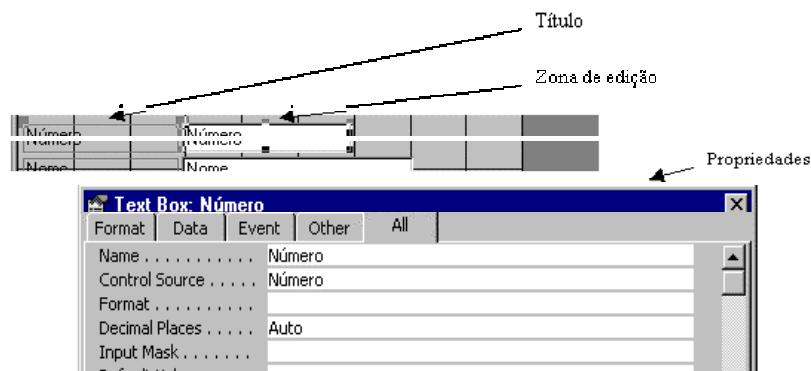 Título
Zona de edição
Número Número
Nome Nome
Propriedades
Text Box: Número
Format Data Event Other All
Name . . . . . . . . . . . Número
Control Source . . . . . Número
Format . . . . . . . . . .
Decimal Places . . . . . Auto
Input Mask . . . . . . .